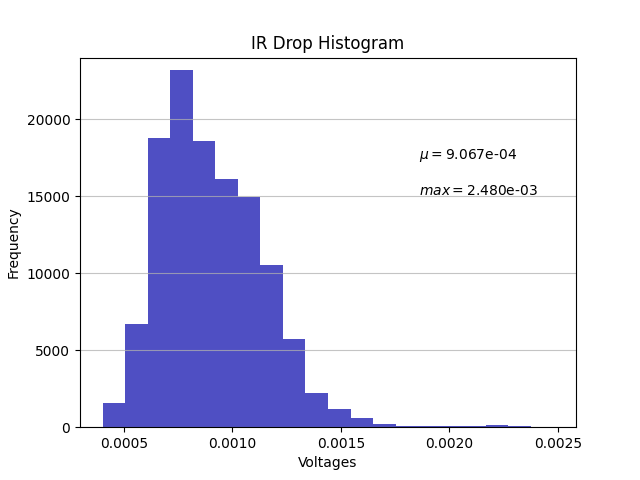 IR Drop Histogram
20000
15000
10000
5000
0
Frequency
μ = 9.067e-04
max = 2.480e-03
0.0005 0.0010 0.0015 0.0020 0.0025
Voltages